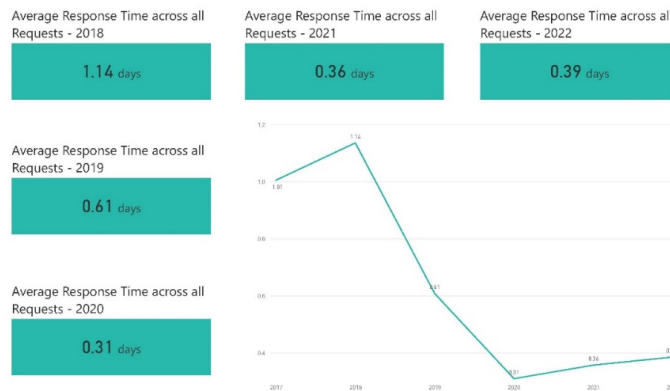 Average Response Time across all
Requests - 2018
1.14 days
Average Response Time across all
Requests - 2021
0.36 days
Average Response Time across al
Requests - 2022
0.39 days
Average Response Time across all
Requests - 2019
0.61 days
Average Response Time across all
Requests - 2020
0.31 days
1.2
1.14
1.0
1.01
0.8
0.6
0.61
0.4
0.31
0.36
2017
2018
2019
2020
2021